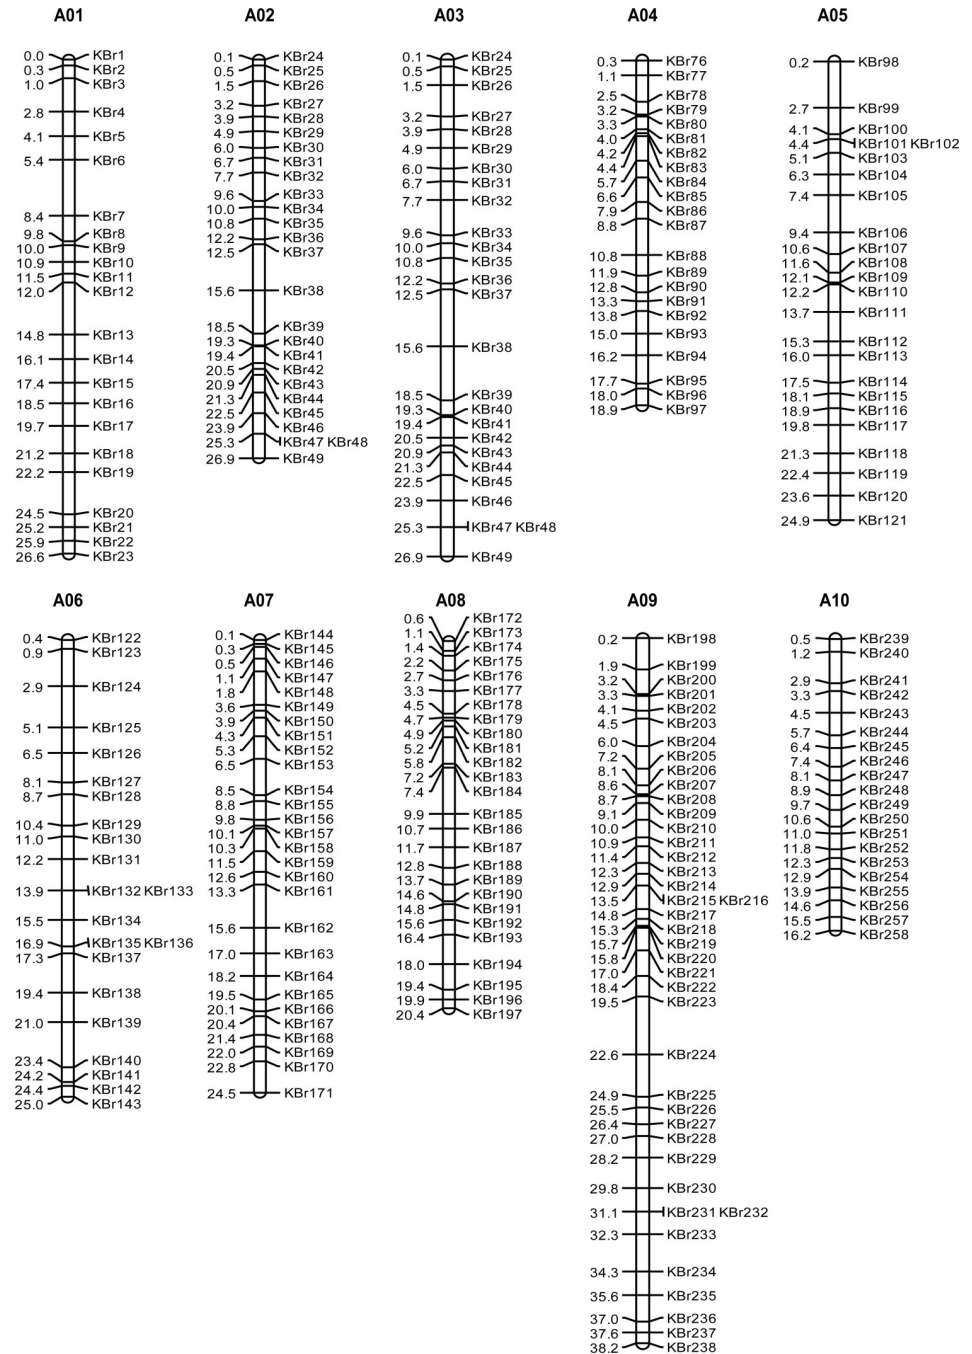 A01
0.0 KBr1
0.3 KBr2
1.0 KBr3
2.8 KBr4
4.1 KBr5
5.4 KBr6
8.4 KBr7
9.8 KBr8
10.0 KBr9
10.9 KBr10
11.5 KBr11
12.0 KBr12
14.8 KBr13
16.1 KBr14
17.4 KBr15
18.5 KBr16
19.7 KBr17
21.2 KBr18
22.2 KBr19
24.5 KBr20
25.2 KBr21
25.9 KBr22
26.6 KBr23
A02
0.1 KBr24
0.5 KBr25
1.5 KBr26
3.2 KBr27
3.9 KBr28
4.9 KBr29
6.0 KBr30
6.7 KBr31
7.7 KBr32
9.6 KBr33
10.0 KBr34
10.8 KBr35
12.2 KBr36
12.5 KBr37
15.6 KBr38
18.5 KBr39
19.3 KBr40
19.4 KBr41
20.5 KBr42
20.9 KBr43
21.3 KBr44
22.5 KBr45
23.9 KBr46
25.3 KBr47 KBr48
26.9 KBr49
A03
0.1 KBr24
0.5 KBr25
1.5 KBr26
3.2 KBr27
3.9 KBr28
4.9 KBr29
6.0 KBr30
6.7 KBr31
7.7 KBr32
9.6 KBr33
10.0 KBr34
10.8 KBr35
12.2 KBr36
12.5 KBr37
15.6 KBr38
18.5 KBr39
19.3 KBr40
19.4 KBr41
20.5 KBr42
20.9 KBr43
21.3 KBr44
22.5 KBr45
23.9 KBr46
25.3 KBr47 KBr48
26.9 KBr49
A04
0.3 KBr76
1.1 KBr77
2.5 KBr78
3.2 KBr79
3.3 KBr80
4.0 KBr81
4.2 KBr82
4.4 KBr83
5.7 KBr84
6.6 KBr85
7.9 KBr86
8.8 KBr87
10.8 KBr88
11.9 KBr89
12.8 KBr90
13.3 KBr91
13.8 KBr92
15.0 KBr93
16.2 KBr94
17.7 KBr95
18.0 KBr96
18.9 KBr97
A05
0.2 KBr98
2.7 KBr99
4.1 KBr100
4.4 KBr101 KBr102
5.1 KBr103
6.3 KBr104
7.4 KBr105
9.4 KBr106
10.6 KBr107
11.6 KBr108
12.1 KBr109
12.2 KBr110
13.7 KBr111
15.3 KBr112
16.0 KBr113
17.5 KBr114
18.1 KBr115
18.9 KBr116
19.8 KBr117
21.3 KBr118
22.4 KBr119
23.6 KBr120
24.9 KBr121
A06
0.4 KBr122
0.9 KBr123
2.9 KBr124
5.1 KBr125
6.5 KBr126
8.1 KBr127
8.7 KBr128
10.4 KBr129
11.0 KBr130
12.2 KBr131
13.9 KBr132 KBr133
15.5 KBr134
16.9 KBr135 KBr136
17.3 KBr137
19.4 KBr138
21.0 KBr139
23.4 KBr140
24.2 KBr141
24.4 KBr142
25.0 KBr143
A07
0.1 KBr144
0.3 KBr145
0.5 KBr146
1.1 KBr147
1.8 KBr148
3.6 KBr149
3.9 KBr150
4.3 KBr151
5.3 KBr152
6.5 KBr153
8.5 KBr154
8.8 KBr155
9.8 KBr156
10.1 KBr157
10.3 KBr158
11.5 KBr159
12.6 KBr160
13.3 KBr161
15.6 KBr162
17.0 KBr163
18.2 KBr164
19.5 KBr165
20.1 KBr166
20.4 KBr167
21.4 KBr168
22.0 KBr169
22.8 KBr170
24.5 KBr171
A08
0.6 KBr172
1.1 KBr173
1.4 KBr174
2.2 KBr175
2.7 KBr176
3.3 KBr177
4.5 KBr178
4.7 KBr179
4.9 KBr180
5.2 KBr181
5.8 KBr182
7.2 KBr183
7.4 KBr184
9.9 KBr185
10.7 KBr186
11.7 KBr187
12.8 KBr188
13.7 KBr189
14.6 KBr190
14.8 KBr191
15.6 KBr192
16.4 KBr193
18.0 KBr194
19.4 KBr195
19.9 KBr196
20.4 KBr197
A09
0.2 KBr198
1.9 KBr199
3.2 KBr200
3.3 KBr201
4.1 KBr202
4.5 KBr203
6.0 KBr204
7.2 KBr205
8.1 KBr206
8.6 KBr207
8.7 KBr208
9.1 KBr209
10.0 KBr210
10.9 KBr211
11.4 KBr212
12.3 KBr213
12.9 KBr214
13.5 KBr215 KBr216
14.8 KBr217
15.3 KBr218
15.7 KBr219
15.8 KBr220
17.0 KBr221
18.4 KBr222
19.5 KBr223
22.6 KBr224
24.9 KBr225
25.5 KBr226
26.4 KBr227
27.0 KBr228
28.2 KBr229
29.8 KBr230
31.1 KBr231 KBr232
32.3 KBr233
34.3 KBr234
35.6 KBr235
37.0 KBr236
37.6 KBr237
38.2 KBr238
A10
0.5 KBr239
1.2 KBr240
2.9 KBr241
3.3 KBr242
4.5 KBr243
5.7 KBr244
6.4 KBr245
7.4 KBr246
8.1 KBr247
8.9 KBr248
9.7 KBr249
10.6 KBr250
11.0 KBr251
11.8 KBr252
12.3 KBr253
12.9 KBr254
13.9 KBr255
14.6 KBr256
15.5 KBr257
16.2 KBr258